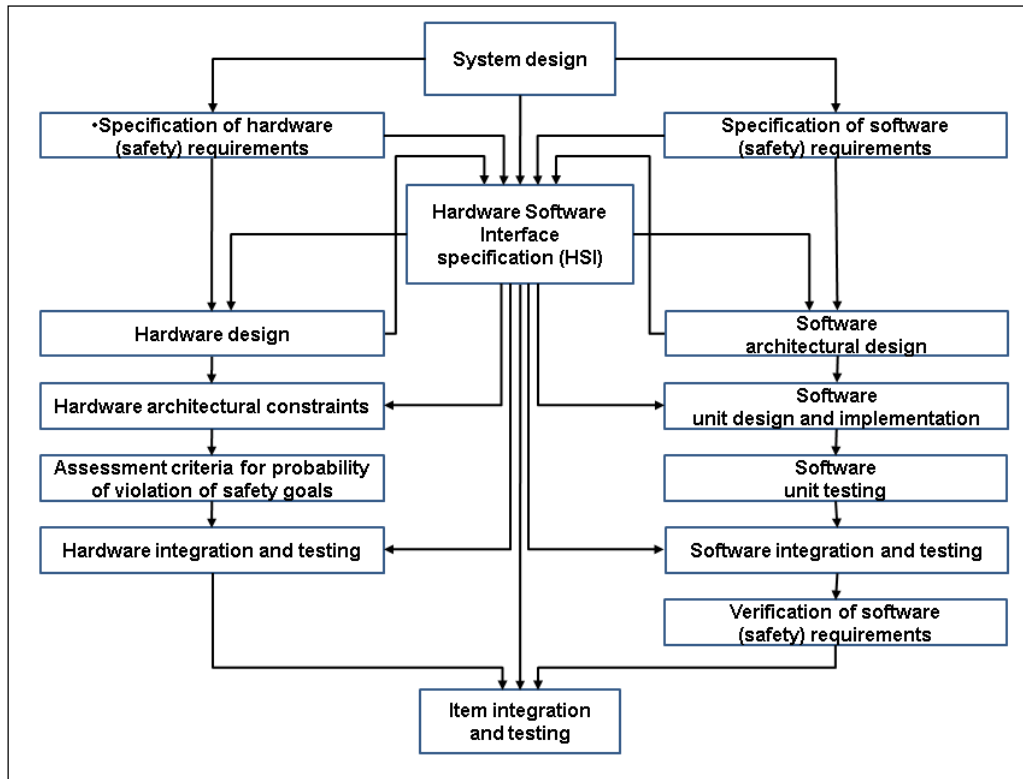 System design
•Specification of hardware
(safety) requirements
Specification of software
(safety) requirements
Hardware Software
Interface
specification (HSI)
Hardware design
Software
architectural design
Hardware architectural constraints
Software
unit design and implementation
Assessment criteria for probability
of violation of safety goals
Software
unit testing
Hardware integration and testing
Software integration and testing
Verification of software
(safety) requirements
Item integration
and testing